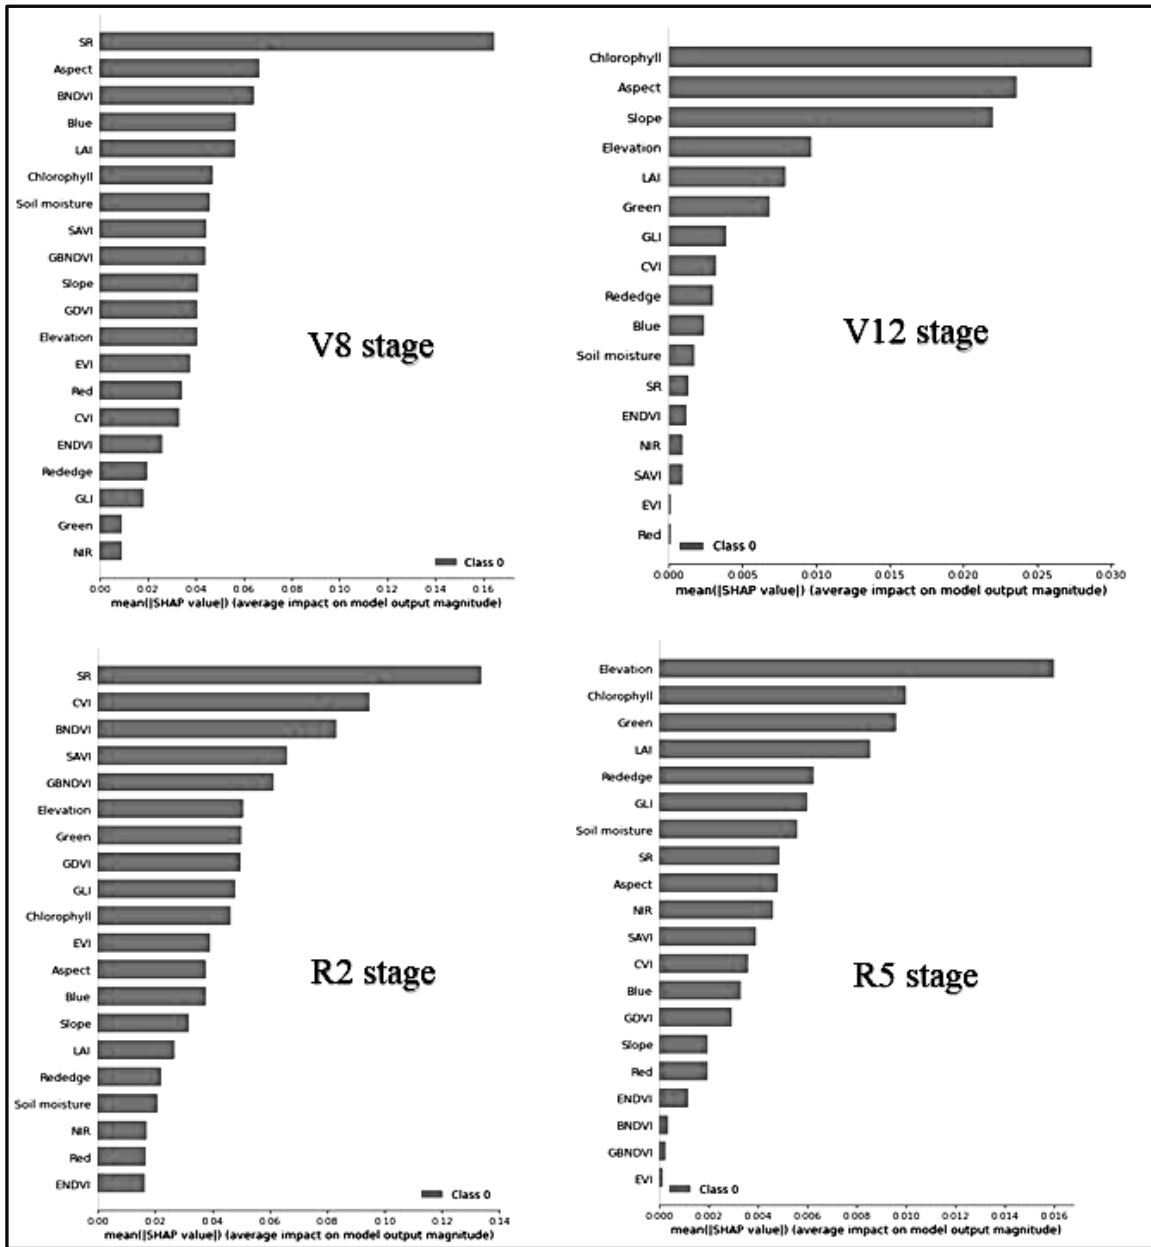 SR
Aspect
BNDVI
Blue
LAI
Chlorophyll
Soil moisture
SAVI
GBNDVI
Slope
GDVI
Elevation
EVI
Red
CVI
ENDVI
Rededge
GLI
Green
NIR
V8 stage
Class 0
0.00 0.02 0.04 0.06 0.08 0.10 0.12 0.14 0.16
mean(|SHAP value|) (average impact on model output magnitude)
Chlorophyll
Aspect
Slope
Elevation
LAI
Green
GLI
CVI
Rededge
Blue
Soil moisture
SR
ENDVI
NIR
SAVI
EVI
Red
V12 stage
Class 0
0.000 0.005 0.010 0.015 0.020 0.025 0.030
mean(|SHAP value|) (average impact on model output magnitude)
SR
CVI
BNDVI
SAVI
GBNDVI
Elevation
Green
GDVI
GLI
Chlorophyll
EVI
Aspect
Blue
Slope
LAI
Rededge
Soil moisture
NIR
Red
ENDVI
R2 stage
Class 0
0.00 0.02 0.04 0.06 0.08 0.10 0.12 0.14
mean(|SHAP value|) (average impact on model output magnitude)
Elevation
Chlorophyll
Green
LAI
Rededge
GLI
Soil moisture
SR
Aspect
NIR
SAVI
CVI
Blue
GDVI
Slope
Red
ENDVI
BNDVI
GBNDVI
EVI
R5 stage
Class 0
0.000 0.002 0.004 0.006 0.008 0.010 0.012 0.014 0.016
mean(|SHAP value|) (average impact on model output magnitude)